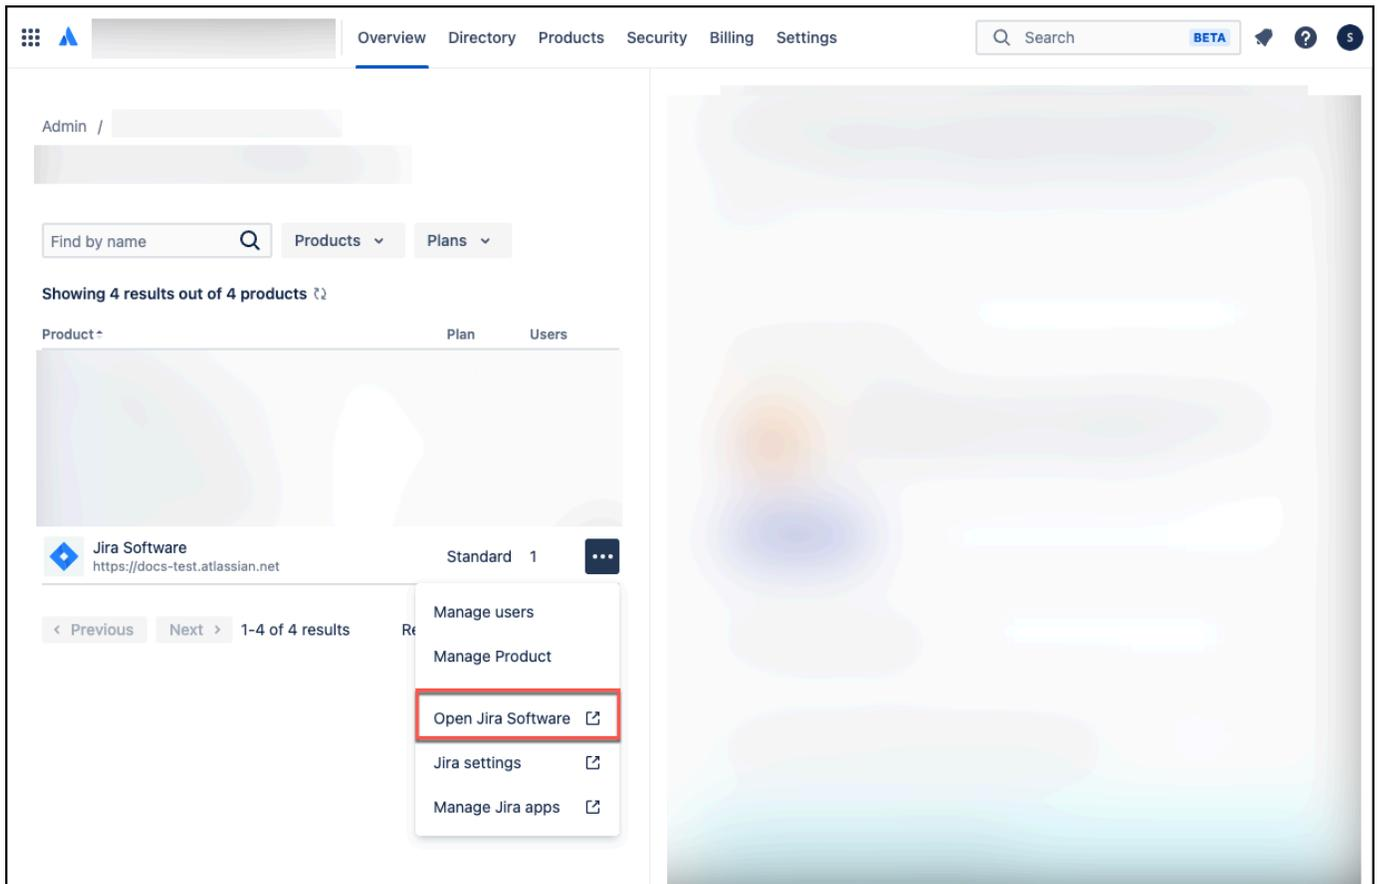 Overview Directory Products Security Billing Settings Search BETA ? S
Admin /
Find by name Products Plans
Showing 4 results out of 4 products
Product Plan Users
Jira Software
https://docs-test.atlassian.net
Standard 1
Previous Next 1-4 of 4 results Re
Manage users
Manage Product
Open Jira Software
Jira settings
Manage Jira apps